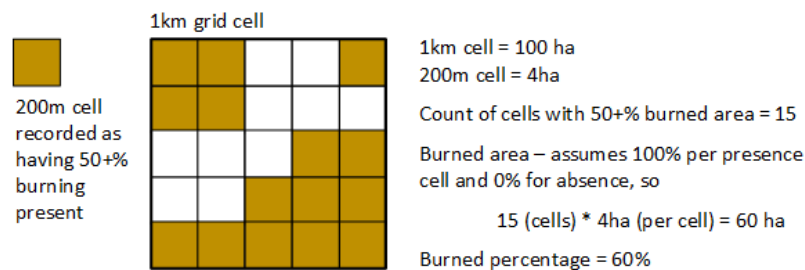 1km grid cell
200m cell
recorded as
having 50+%
burning
present
1km cell = 100 ha
200m cell = 4ha
Count of cells with 50+% burned area = 15
Burned area – assumes 100% per presence
cell and 0% for absence, so
15 (cells) * 4ha (per cell) = 60 ha
Burned percentage = 60%